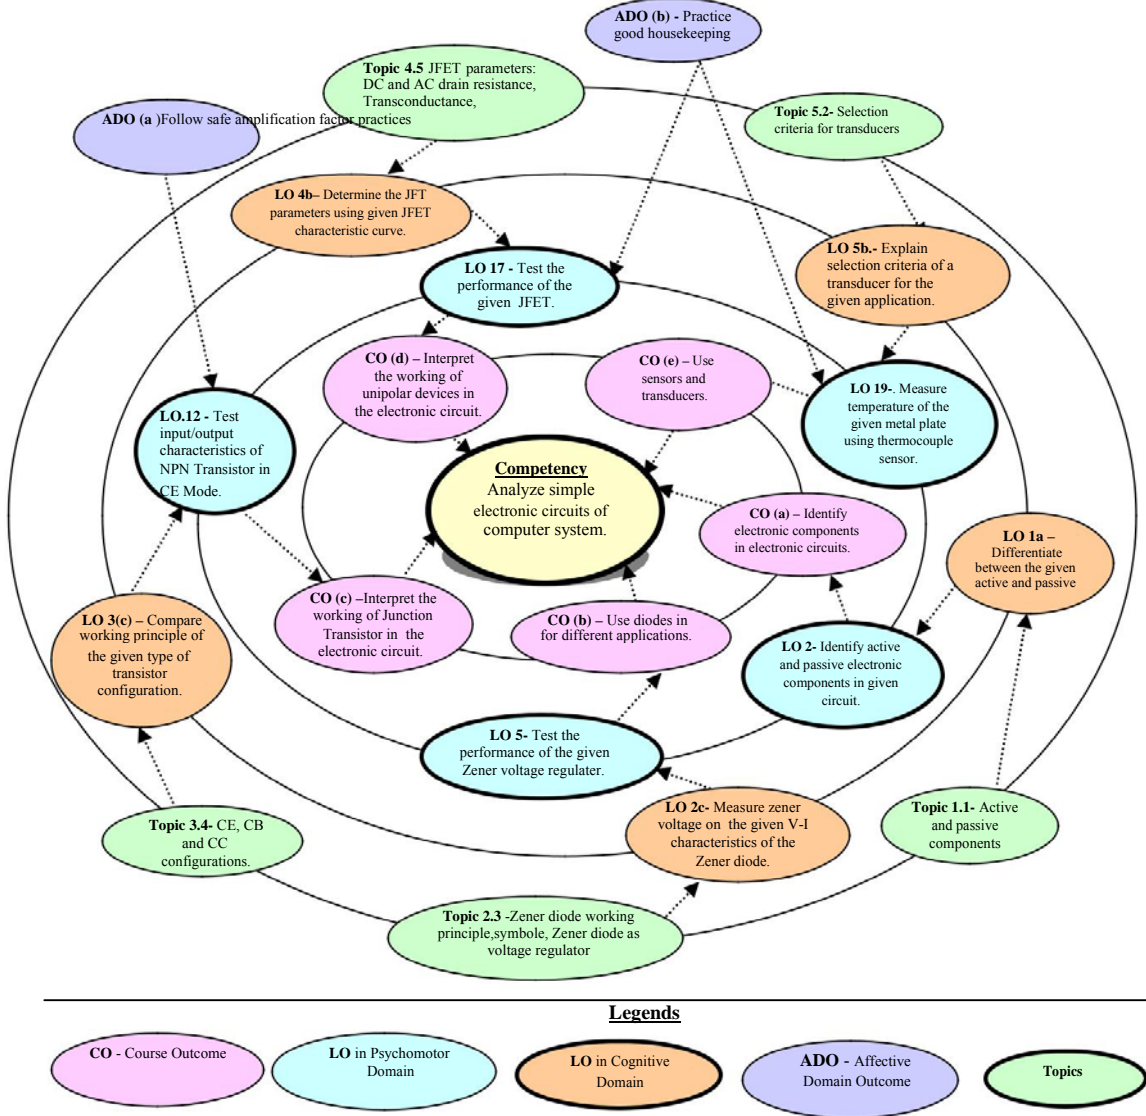 ADO (b) - Practice
good housekeeping
Topic 4.5 JFET parameters:
DC and AC drain resistance,
Transconductance,
ADO (a )Follow safe amplification factor practices
Topic 5.2- Selection
criteria for transducers
LO 4b– Determine the JFT
parameters using given JFET
characteristic curve.
LO 5b.- Explain
selection criteria of a
transducer for the
given application.
LO 17 - Test the
performance of the
given JFET.
CO (d) – Interpret
the working of
unipolar devices in
the electronic circuit.
CO (e) – Use
sensors and
transducers.
LO 19-. Measure
temperature of the
given metal plate
using thermocouple
sensor.
LO.12 - Test
input/output
characteristics of
NPN Transistor in
CE Mode.
Competency
Analyze simple
electronic circuits of
computer system.
CO (a) – Identify
electronic components
in electronic circuits.
LO 1a –
Differentiate
between the given
active and passive
CO (c) –Interpret the
working of Junction
Transistor in the
electronic circuit.
CO (b) – Use diodes in
for different applications.
LO 3(c) – Compare
working principle of
the given type of
transistor
configuration.
LO 2- Identify active
and passive electronic
components in given
circuit.
LO 5- Test the
performance of the given
Zener voltage regulater.
LO 2c- Measure zener
voltage on the given V-I
characteristics of the
Zener diode.
Topic 3.4- CE, CB
and CC
configurations.
Topic 1.1- Active
and passive
components
Topic 2.3 -Zener diode working
principle,symbole, Zener diode as
voltage regulator
Legends
CO - Course Outcome
LO in Psychomotor
Domain
LO in Cognitive
Domain
ADO - Affective
Domain Outcome
Topics